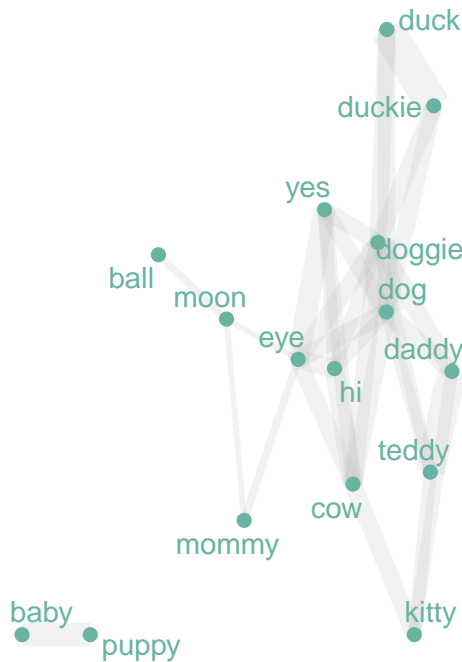 duck
duckie
yes
doggie
ball
dog
moon
eye
daddy
hi
teddy
cow
mommy
baby
kitty
puppy